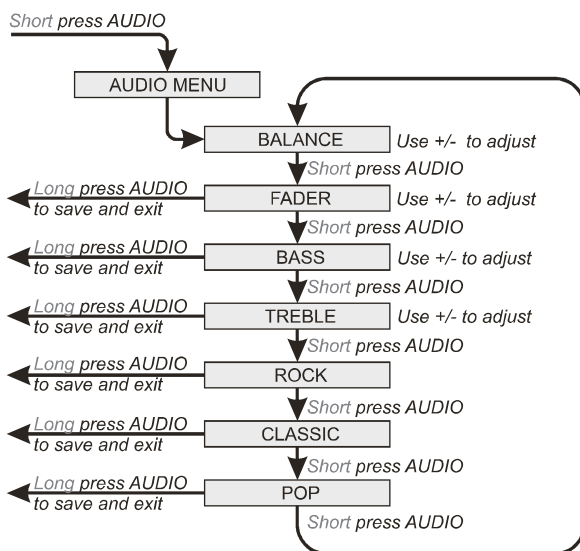 Short press AUDIO
AUDIO MENU
BALANCE Use +/- to adjust
Short press AUDIO
Long press AUDIO
to save and exit
FADER Use +/- to adjust
Short press AUDIO
Long press AUDIO
to save and exit
BASS Use +/- to adjust
Short press AUDIO
Long press AUDIO
to save and exit
TREBLE Use +/- to adjust
Short press AUDIO
Long press AUDIO
to save and exit
ROCK
Short press AUDIO
Long press AUDIO
to save and exit
CLASSIC
Short press AUDIO
Long press AUDIO
to save and exit
POP
Short press AUDIO